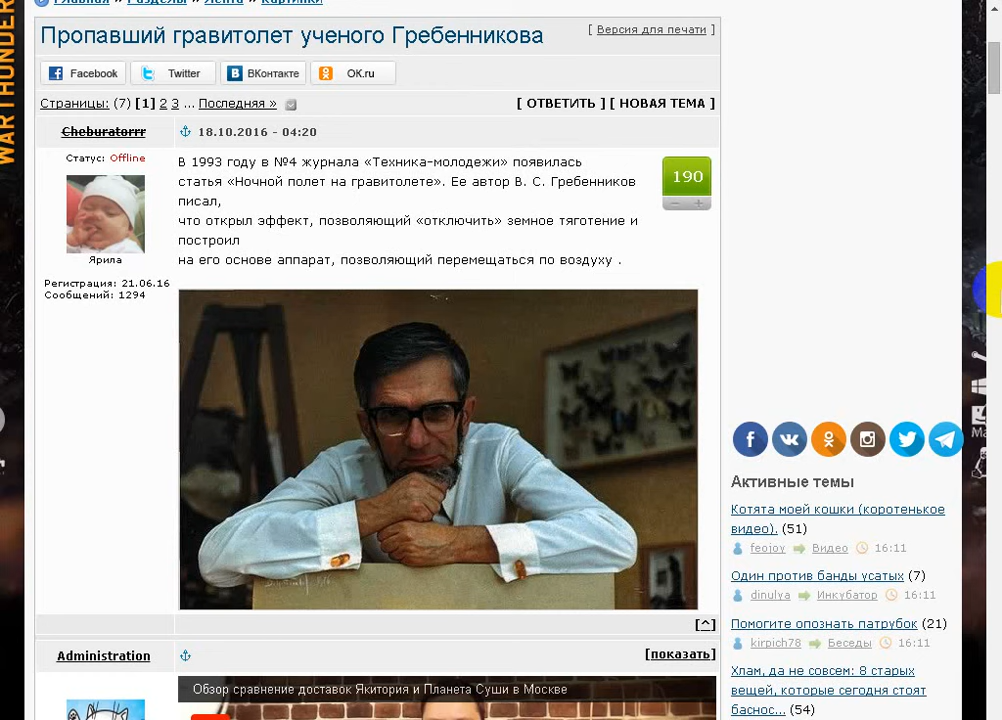 WARTHUNDER
Главная » Разделы » Лента » Картинки
Пропавший гравитолет ученого Гребенникова
[ Версия для печати ]
Facebook
Twitter
ВКонтакте
OK.ru
Страницы: (7) [1] 2 3 ... Последняя »
[ ОТВЕТИТЬ ] [ НОВАЯ ТЕМА ]
Cheburatorrr
18.10.2016 - 04:20
Статус: Offline
Ярила
Регистрация: 21.06.16
Сообщений: 1294
В 1993 году в №4 журнала «Техника-молодежи» появилась
статья «Ночной полет на гравитолете». Ее автор В. С. Гребенников
писал,
что открыл эффект, позволяющий «отключить» земное тяготение и
построил
на его основе аппарат, позволяющий перемещаться по воздуху .
190
[^]
Administration
[показать]
Обзор сравнение доставок Якитория и Планета Суши в Москве
Активные темы
Котята моей кошки (коротенькое
видео). (51)
feojoy Видео 16:11
Один против банды усатых (7)
dinulya Инкубатор 16:11
Помогите опознать патрубок (21)
kirpich78 Беседы 16:11
Хлам, да не совсем: 8 старых
вещей, которые сегодня стоят
баснос... (54)